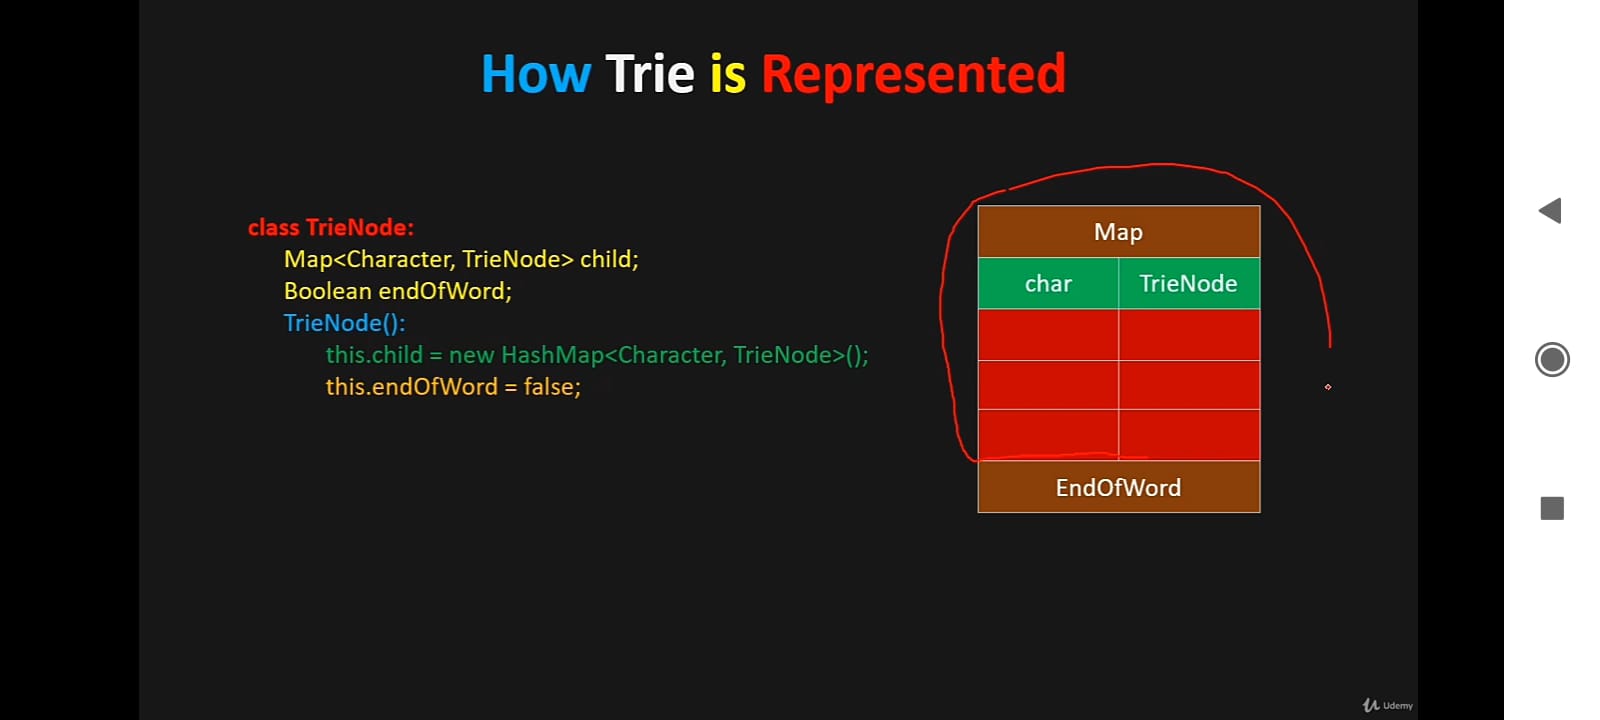 How Trie is Represented
class TrieNode:
Map<Character, TrieNode> child;
Boolean endOfWord;
TrieNode():
this.child = new HashMap<Character, TrieNode>();
this.endOfWord = false;
Map
char TrieNode
EndOfWord
Udemy